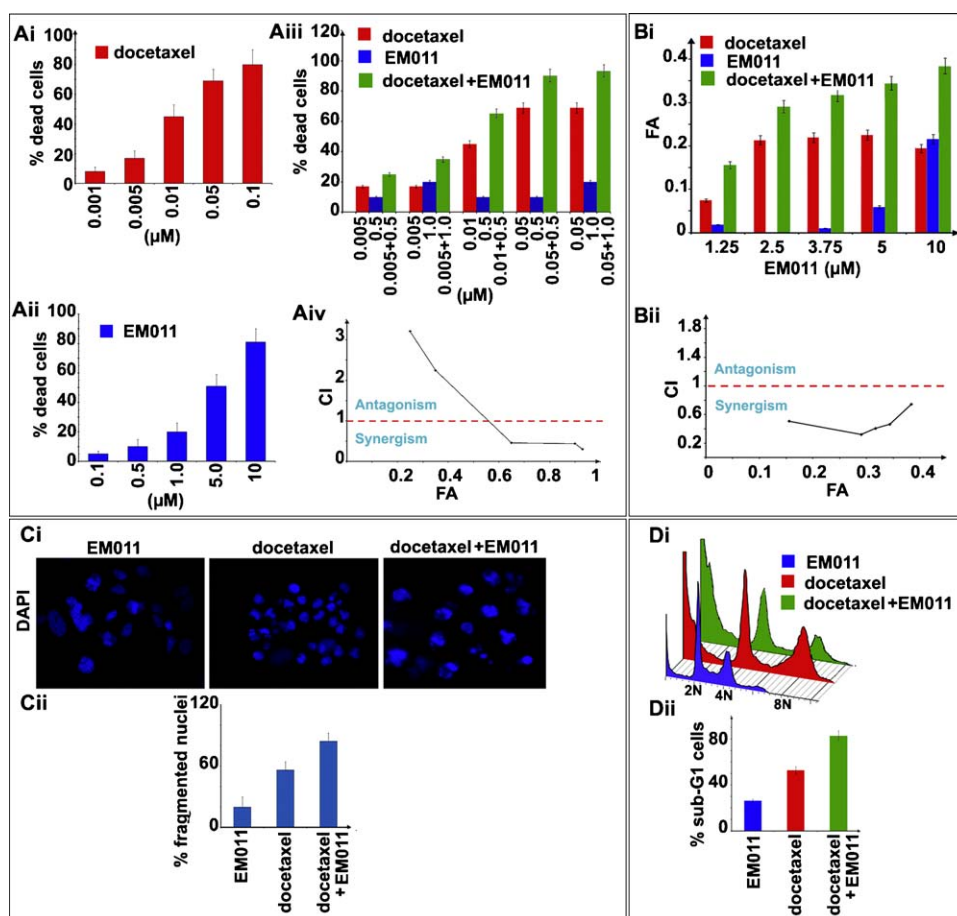 Ai
docetaxel
% dead cells
100
80
60
40
20
0
0.001
0.005
0.01
0.05
0.1
(µM)
Aii
EM011
% dead cells
100
80
60
40
20
0
0.1
0.5
1.0
5.0
10
(µM)
Aiii
docetaxel
EM011
docetaxel+EM011
% dead cells
120
100
80
60
40
20
0
0.005
0.5
0.005+0.5
0.005
1.0
0.005+1.0
0.01
0.5
0.01+0.5
0.05
0.5
0.05+0.5
0.05
1.0
0.05+1.0
(µM)
Aiv
CI
3
2
1
0
Antagonism
Synergism
0.2
0.4
0.6
0.8
1
FA
Bi
docetaxel
EM011
docetaxel+EM011
FA
0.4
0.3
0.2
0.1
0
1.25
2.5
3.75
5
10
EM011 (µM)
Bii
CI
1.8
1.4
1
0.6
0.2
Antagonism
Synergism
0
0.1
0.2
0.3
0.4
FA
Ci
EM011
docetaxel
docetaxel+EM011
DAPI
Cii
% fragmented nuclei
120
60
0
EM011
docetaxel
docetaxel
+EM011
Di
EM011
docetaxel
docetaxel+EM011
2N
4N
8N
Dii
% sub-G1 cells
80
40
0
EM011
docetaxel
docetaxel
+EM011